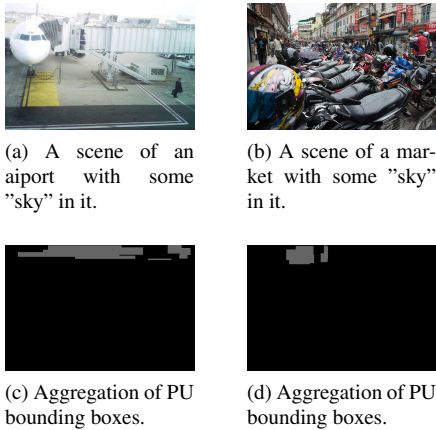 (a) A scene of an
aiport with some
”sky” in it.
(b) A scene of a mar-
ket with some ”sky”
in it.
(c) Aggregation of PU
bounding boxes.
(d) Aggregation of PU
bounding boxes.